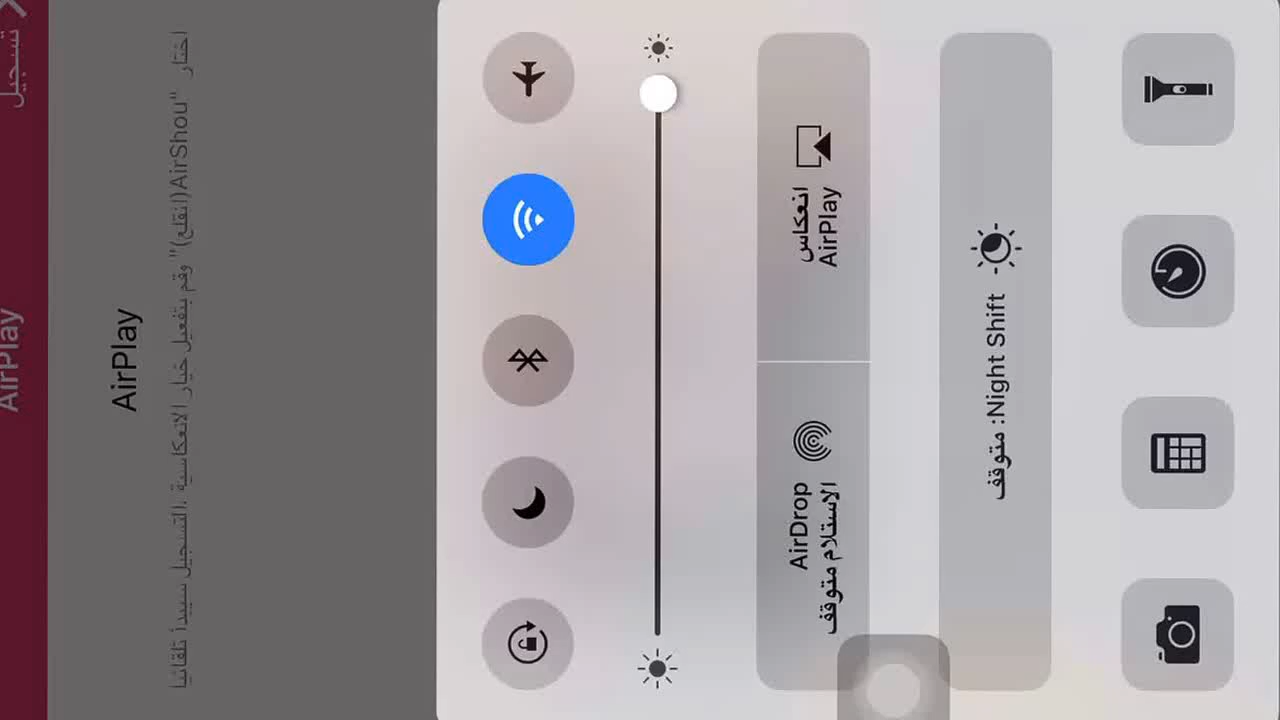 تسجيل
AirPlay
AirPlay
اختار "AirShou(انقلع)" وقم بتفعيل خيار الانعكاسية .التسجيل سيبدأ تلقائيا
انعكاس
AirPlay
AirDrop
الاستلام متوقف
Night Shift: متوقف